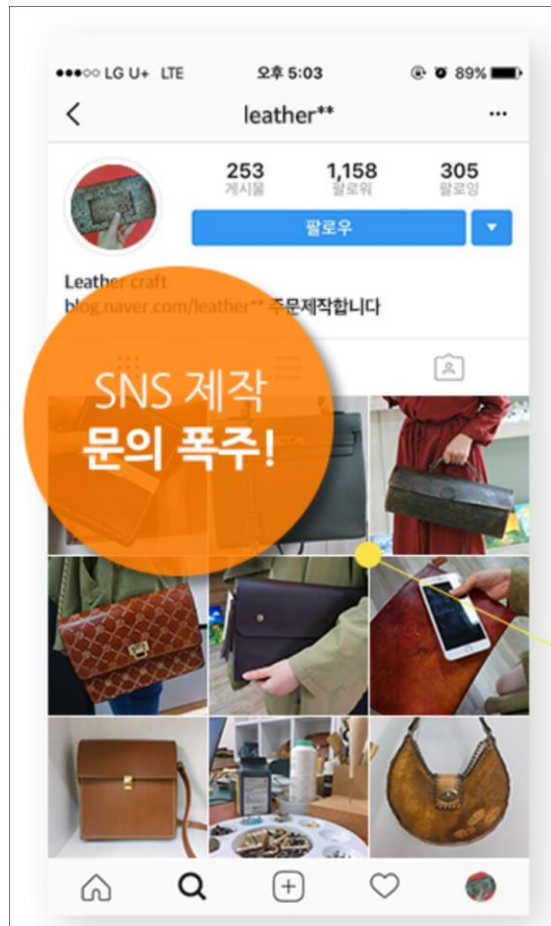 LG U+ LTE 오후 5:03 89%
leather**
253 1,158 305
게시물 팔로워 팔로잉
팔로우
Leather craft
blog.naver.com/leather** 주문제작합니다
SNS 제작
문의 폭주!